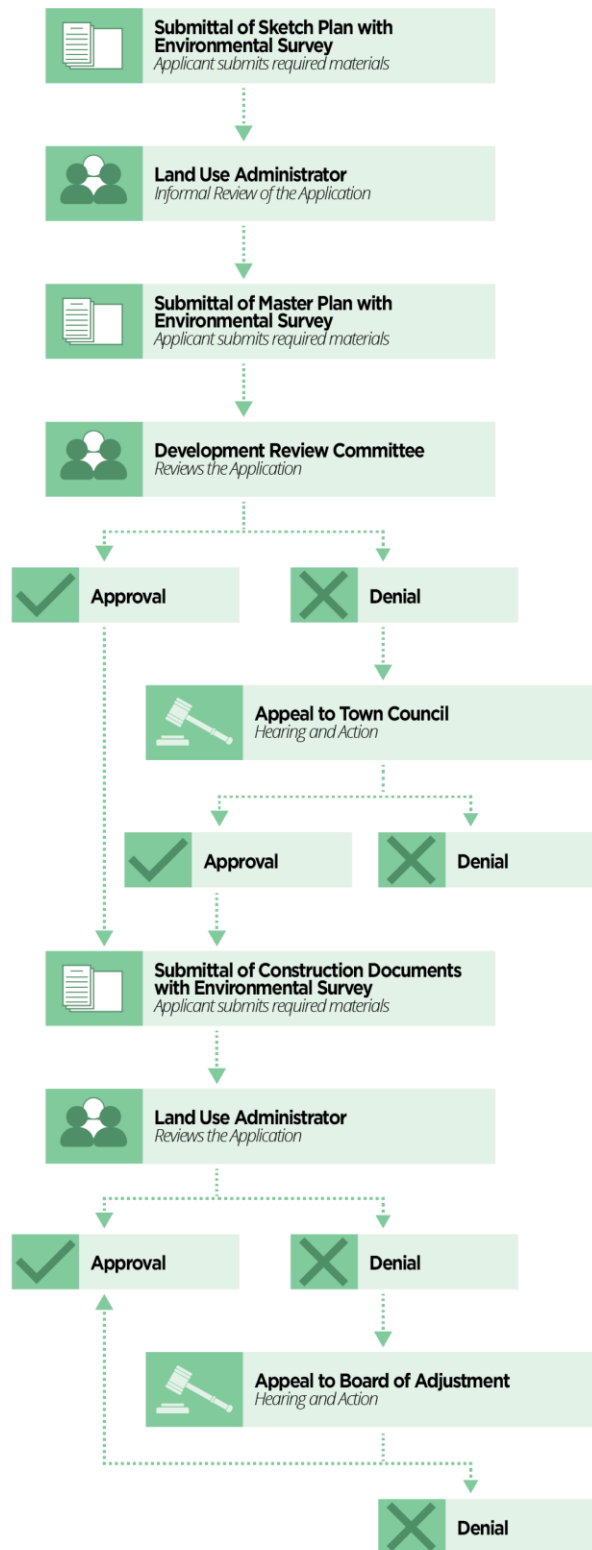 Submittal of Sketch Plan with
Environmental Survey
Applicant submits required materials
Land Use Administrator
Informal Review of the Application
Submittal of Master Plan with
Environmental Survey
Applicant submits required materials
Development Review Committee
Reviews the Application
Approval
Denial
Appeal to Town Council
Hearing and Action
Approval
Denial
Submittal of Construction Documents
with Environmental Survey
Applicant submits required materials
Land Use Administrator
Reviews the Application
Approval
Denial
Appeal to Board of Adjustment
Hearing and Action
Denial